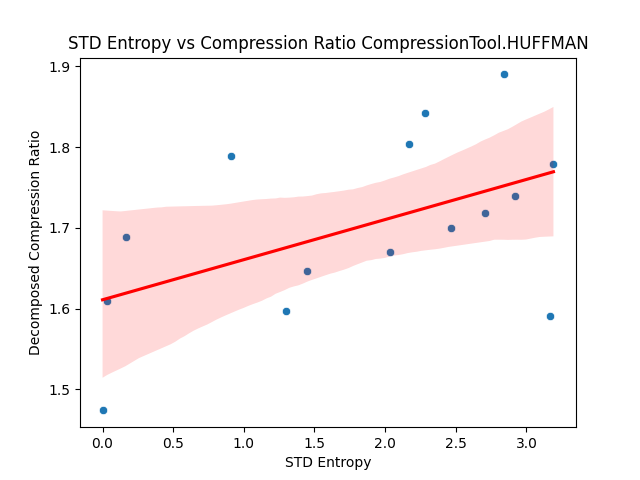 STD Entropy vs Compression Ratio CompressionTool.HUFFMAN
1.9
1.8
1.7
1.6
1.5
Decomposed Compression Ratio
0.0 0.5 1.0 1.5 2.0 2.5 3.0
STD Entropy